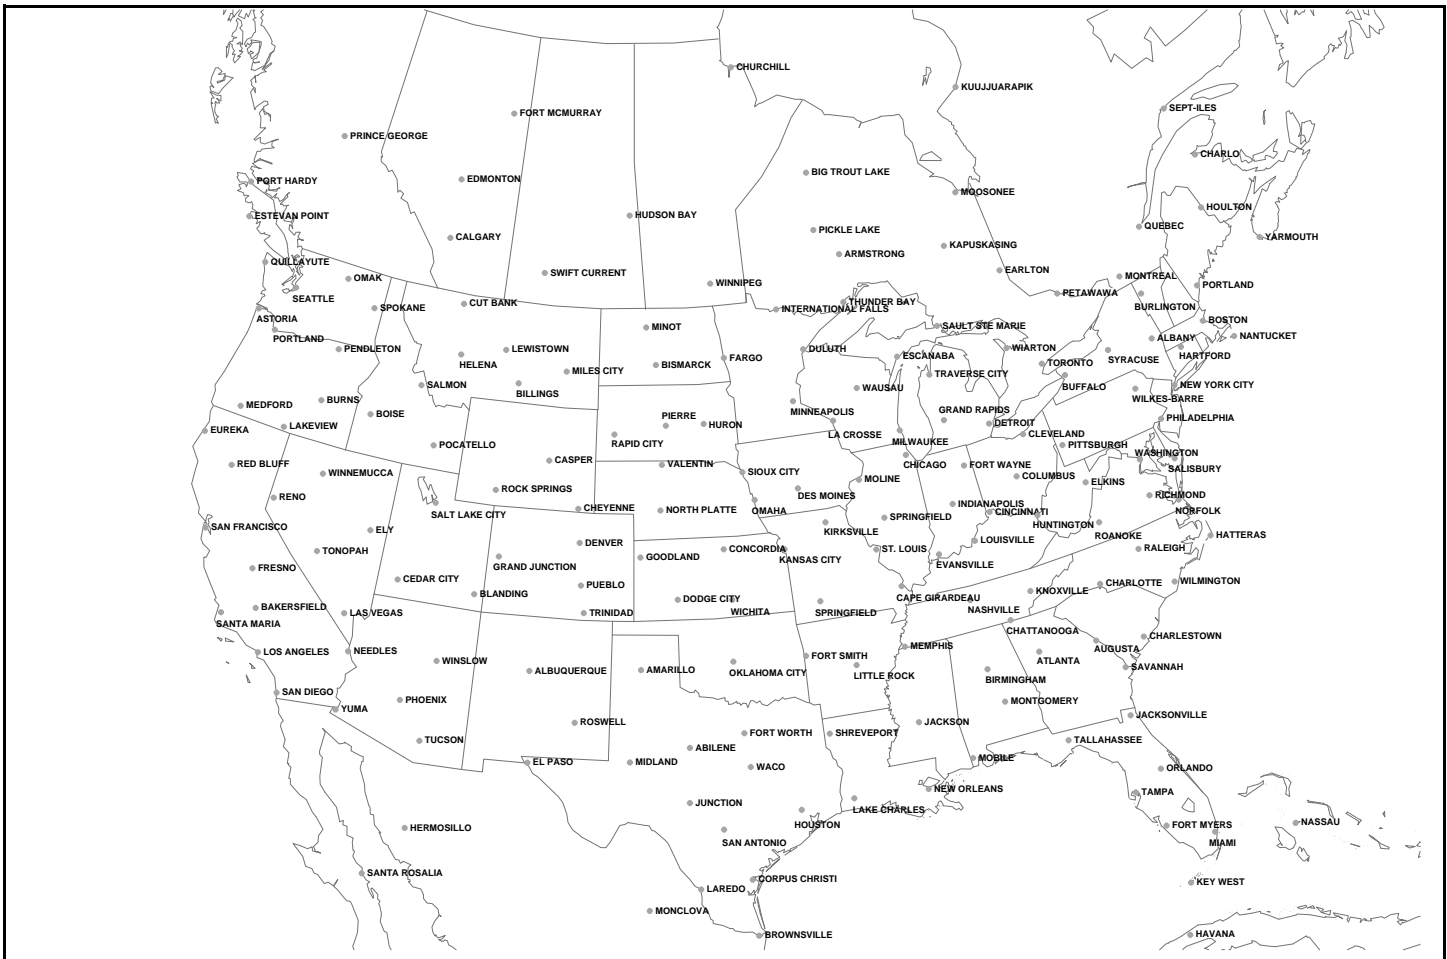 CHURCHILL
KUUJJUARAPIK
SEPT-ILES
FORT MCMURRAY
PRINCE GEORGE
CHARLO
BIG TROUT LAKE
EDMONTON
PORT HARDY
MOOSONEE
HOULTON
ESTEVAN POINT
HUDSON BAY
QUEBEC
PICKLE LAKE
CALGARY
YARMOUTH
KAPUSKASING
ARMSTRONG
QUILLAYUTE
EARLTON
SWIFT CURRENT
MONTREAL
OMAK
WINNIPEG
PORTLAND
PETAWAWA
SEATTLE
CUT BANK
THUNDER BAY
SPOKANE
INTERNATIONAL FALLS
BURLINGTON
ASTORIA
BOSTON
MINOT
SAULT STE MARIE
NANTUCKET
PORTLAND
ALBANY
PENDLETON
LEWISTOWN
DULUTH
WIARTON
HARTFORD
ESCANABA
FARGO
SYRACUSE
HELENA
BISMARCK
TORONTO
MILES CITY
TRAVERSE CITY
SALMON
WAUSAU
BUFFALO
NEW YORK CITY
BILLINGS
WILKES-BARRE
BURNS
MEDFORD
GRAND RAPIDS
MINNEAPOLIS
BOISE
PIERRE
PHILADELPHIA
HURON
DETROIT
LAKEVIEW
EUREKA
LA CROSSE
CLEVELAND
RAPID CITY
MILWAUKEE
POCATELLO
PITTSBURGH
WASHINGTON
CASPER
RED BLUFF
VALENTIN
CHICAGO
FORT WAYNE
SALISBURY
WINNEMUCCA
SIOUX CITY
COLUMBUS
MOLINE
ELKINS
ROCK SPRINGS
DES MOINES
RICHMOND
RENO
INDIANAPOLIS
CHEYENNE
NORTH PLATTE
OMAHA
CINCINNATI
NORFOLK
SALT LAKE CITY
SPRINGFIELD
HUNTINGTON
SAN FRANCISCO
ELY
KIRKSVILLE
HATTERAS
ROANOKE
DENVER
LOUISVILLE
TONOPAH
CONCORDIA
ST. LOUIS
RALEIGH
GOODLAND
KANSAS CITY
EVANSVILLE
GRAND JUNCTION
FRESNO
CEDAR CITY
WILMINGTON
PUEBLO
CHARLOTTE
KNOXVILLE
BLANDING
CAPE GIRARDEAU
DODGE CITY
BAKERSFIELD
NASHVILLE
LAS VEGAS
TRINIDAD
WICHITA
SPRINGFIELD
SANTA MARIA
CHATTANOOGA
CHARLESTOWN
MEMPHIS
AUGUSTA
LOS ANGELES
NEEDLES
FORT SMITH
WINSLOW
ATLANTA
SAVANNAH
ALBUQUERQUE
AMARILLO
OKLAHOMA CITY
LITTLE ROCK
BIRMINGHAM
SAN DIEGO
PHOENIX
MONTGOMERY
YUMA
JACKSONVILLE
ROSWELL
JACKSON
FORT WORTH
SHREVEPORT
TUCSON
TALLAHASSEE
ABILENE
MOBILE
EL PASO
MIDLAND
WACO
ORLANDO
NEW ORLEANS
TAMPA
JUNCTION
LAKE CHARLES
NASSAU
HOUSTON
FORT MYERS
HERMOSILLO
SAN ANTONIO
MIAMI
SANTA ROSALIA
CORPUS CHRISTI
KEY WEST
LAREDO
MONCLOVA
BROWNSVILLE
HAVANA